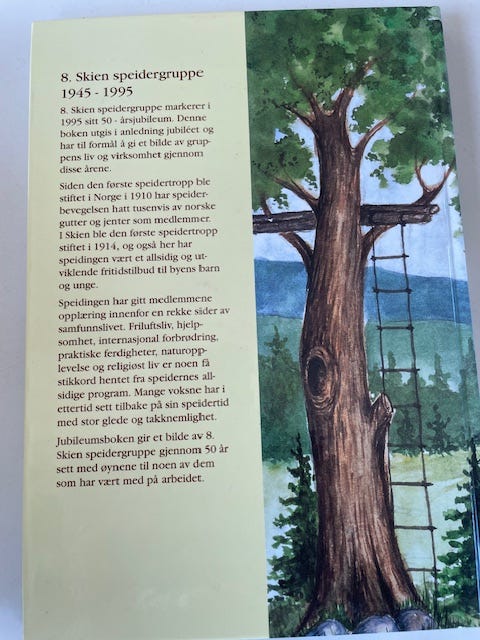 8. Skien speidergruppe
1945 - 1995
8. Skien speidergruppe markerer i
1995 sitt 50 - årsjubileum. Denne
boken utgis i anledning jubiléet og
har til formål å gi et bilde av grup-
pens liv og virksomhet gjennom
disse årene.
Siden den første speidertropp ble
stiftet i Norge i 1910 har speider-
bevegelsen hatt tusenvis av norske
gutter og jenter som medlemmer.
I Skien ble den første speidertropp
stiftet i 1914, og også her har
speidingen vært et allsidig og ut-
viklende fritidstilbud til byens barn
og unge.
Speidingen har gitt medlemmene
opplæring innenfor en rekke sider av
samfunnslivet. Friluftsliv, hjelp-
somhet, internasjonal forbrødring,
praktiske ferdigheter, naturopp-
levelse og religiøst liv er noen få
stikkord hentet fra speidernes all-
sidige program. Mange voksne har i
ettertid sett tilbake på sin speidertid
med stor glede og takknemlighet.
Jubileumsboken gir et bilde av 8.
Skien speidergruppe gjennom 50 år
sett med øynene til noen av dem
som har vært med på arbeidet.